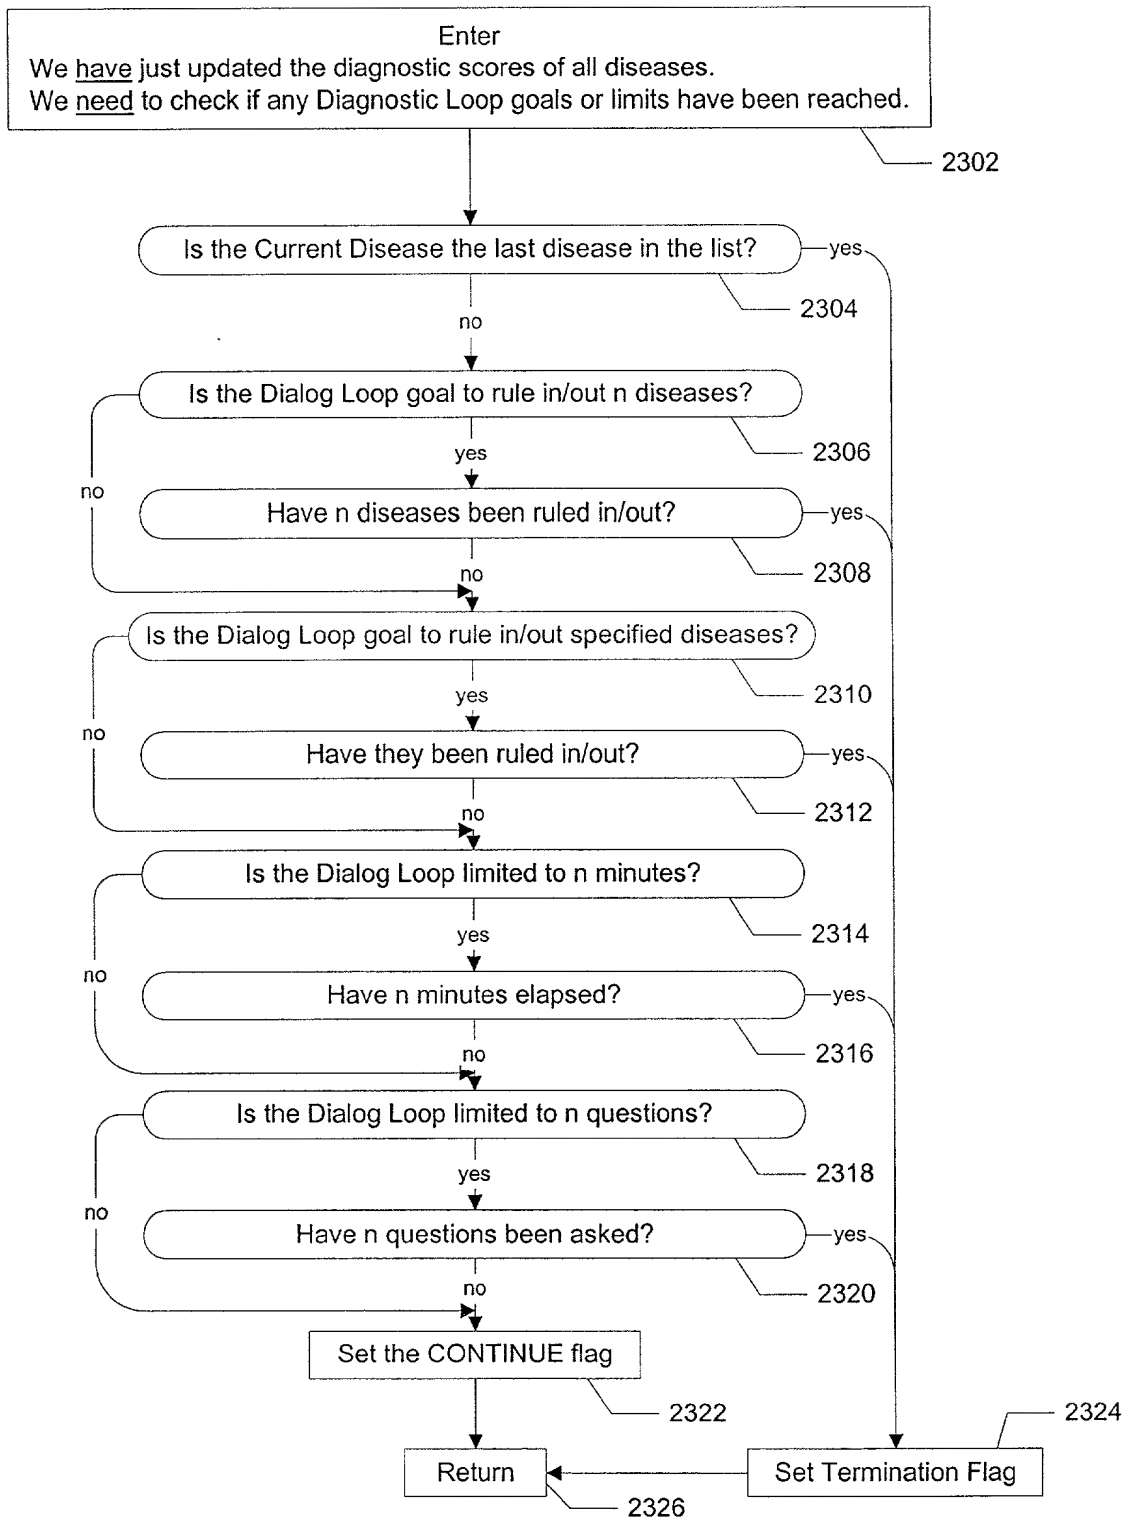 Enter
We have just updated the diagnostic scores of all diseases.
We need to check if any Diagnostic Loop goals or limits have been reached.
2302
Is the Current Disease the last disease in the list?
yes
2304
no
Is the Dialog Loop goal to rule in/out n diseases?
2306
yes
no
Have n diseases been ruled in/out?
yes
2308
no
Is the Dialog Loop goal to rule in/out specified diseases?
2310
yes
no
Have they been ruled in/out?
yes
2312
no
Is the Dialog Loop limited to n minutes?
2314
yes
no
Have n minutes elapsed?
yes
2316
no
Is the Dialog Loop limited to n questions?
2318
yes
no
Have n questions been asked?
yes
2320
no
Set the CONTINUE flag
2322
2324
Return
Set Termination Flag
2326